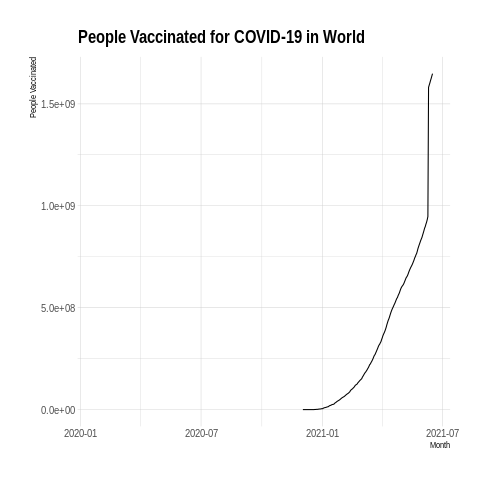 People Vaccinated for COVID-19 in World
People Vaccinated
1.5e+09
1.0e+09
5.0e+08
0.0e+00
2020-01 2020-07 2021-01 2021-07
Month